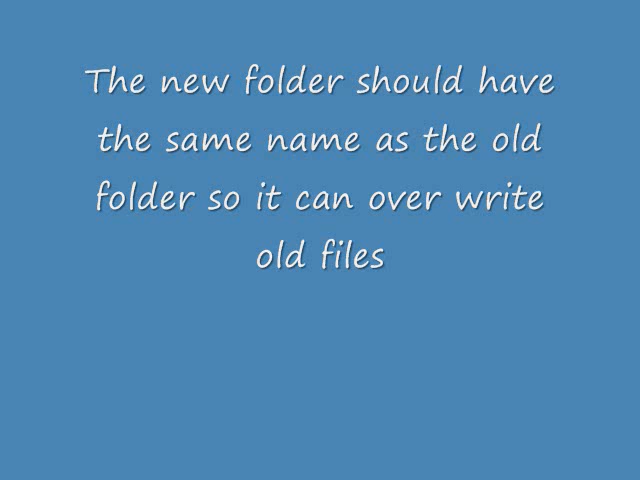 The new folder should have
the same name as the old
folder so it can over write
old files